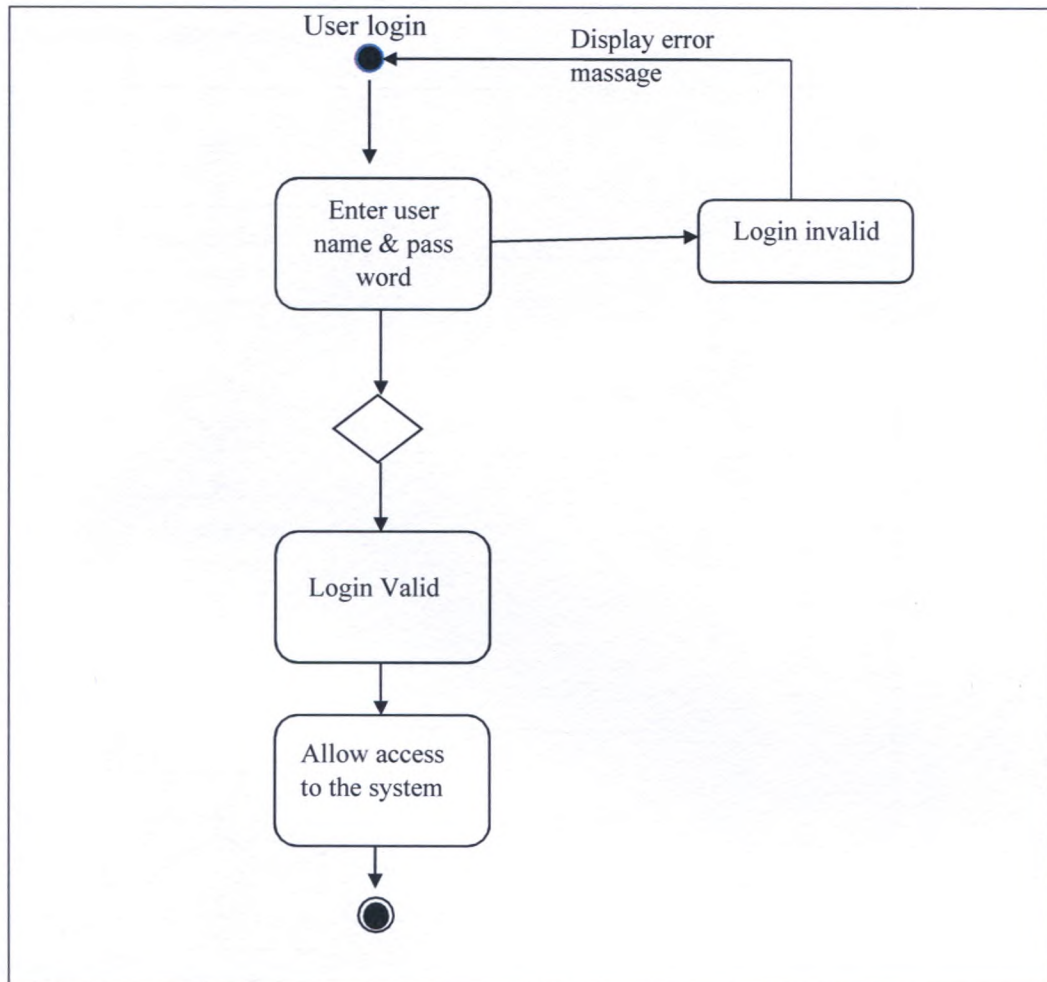 User login
Display error
massage
Enter user
name & pass
word
Login invalid
Login Valid
Allow access
to the system